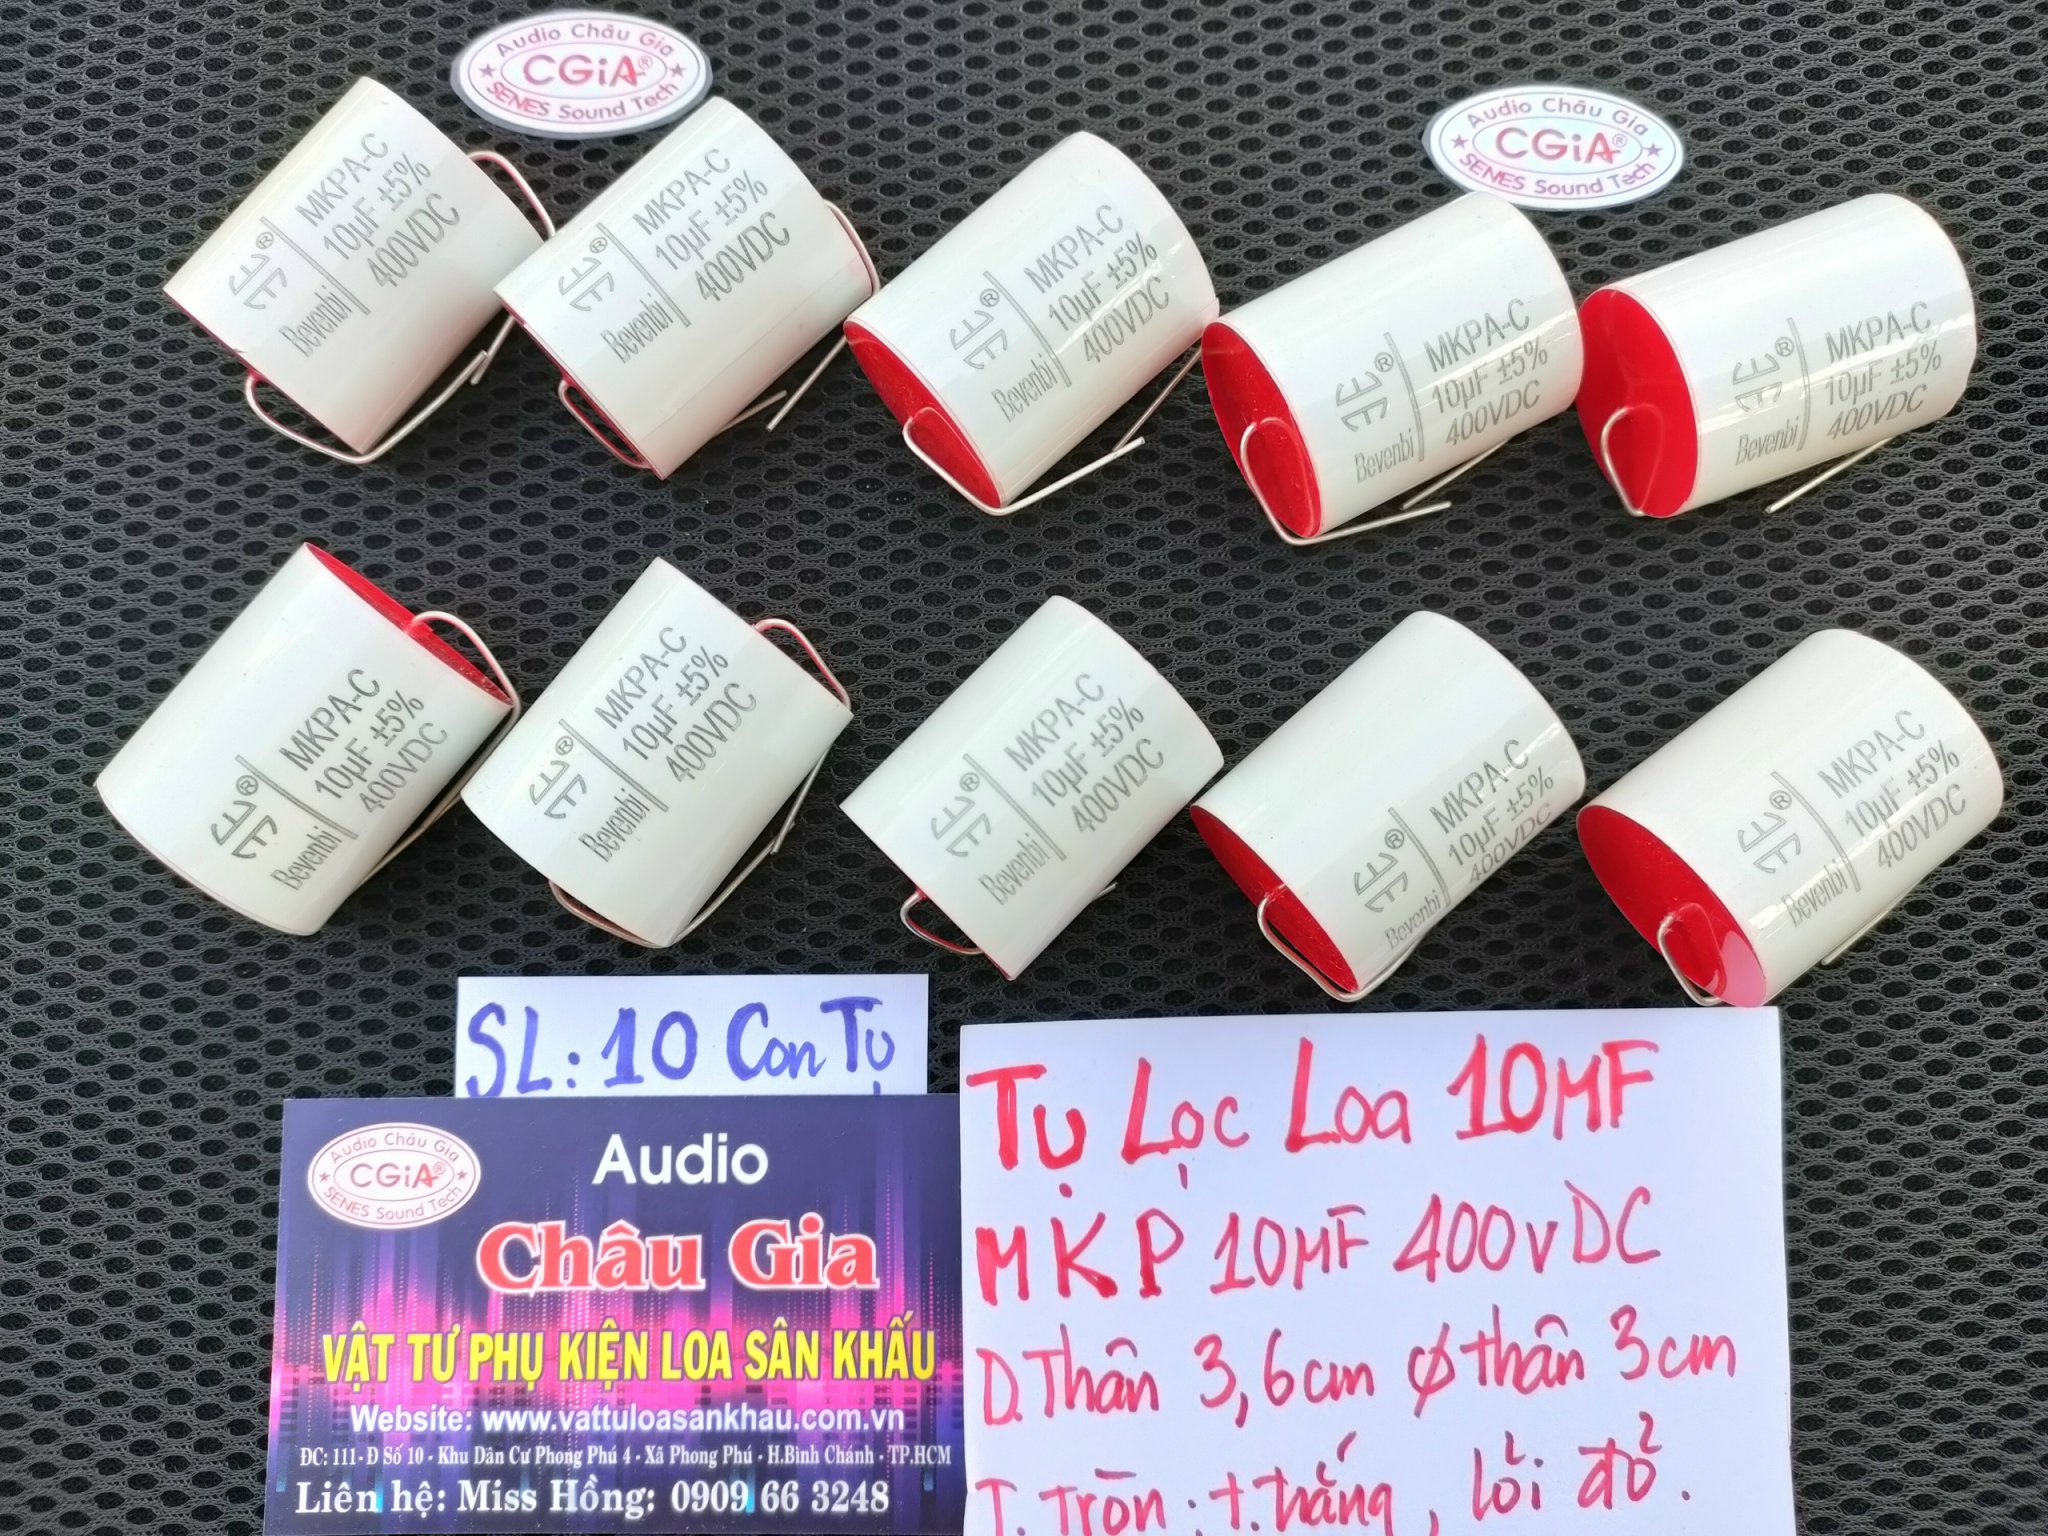 Audio Châu Gia
CGiA®
SENES Sound Tech
Audio Châu Gia
CGiA®
SENES Sound Tech
Bevenbi
MKPA-C
10µF ±5%
400VDC
Bevenbi
MKPA-C
10µF ±5%
400VDC
Bevenbi
MKPA-C
10µF ±5%
400VDC
Bevenbi
MKPA-C
10µF ±5%
400VDC
Bevenbi
MKPA-C
10µF ±5%
400VDC
Bevenbi
MKPA-C
10µF ±5%
400VDC
Bevenbi
MKPA-C
10µF ±5%
400VDC
Bevenbi
MKPA-C
10µF ±5%
400VDC
Bevenbi
MKPA-C
10µF ±5%
400VDC
Bevenbi
MKPA-C
10µF ±5%
400VDC
SL: 10 Con Tụ
Audio Châu Gia
CGiA®
SENES Sound Tech
Audio
Châu Gia
VẬT TƯ PHỤ KIỆN LOA SÂN KHẤU
Website: www.vattuloasankhau.com.vn
ĐC: 111 - Đ Số 10 - Khu Dân Cư Phong Phú 4 - Xã Phong Phú - H.Bình Chánh - TP.HCM
Liên hệ: Miss Hồng: 0909 66 3248
Tụ Lọc Loa 10MF
MKP 10MF 400vDC
D.Thân 3,6cm ø thân 3cm
T. Tròn: t.thắng, lõi đỏ.